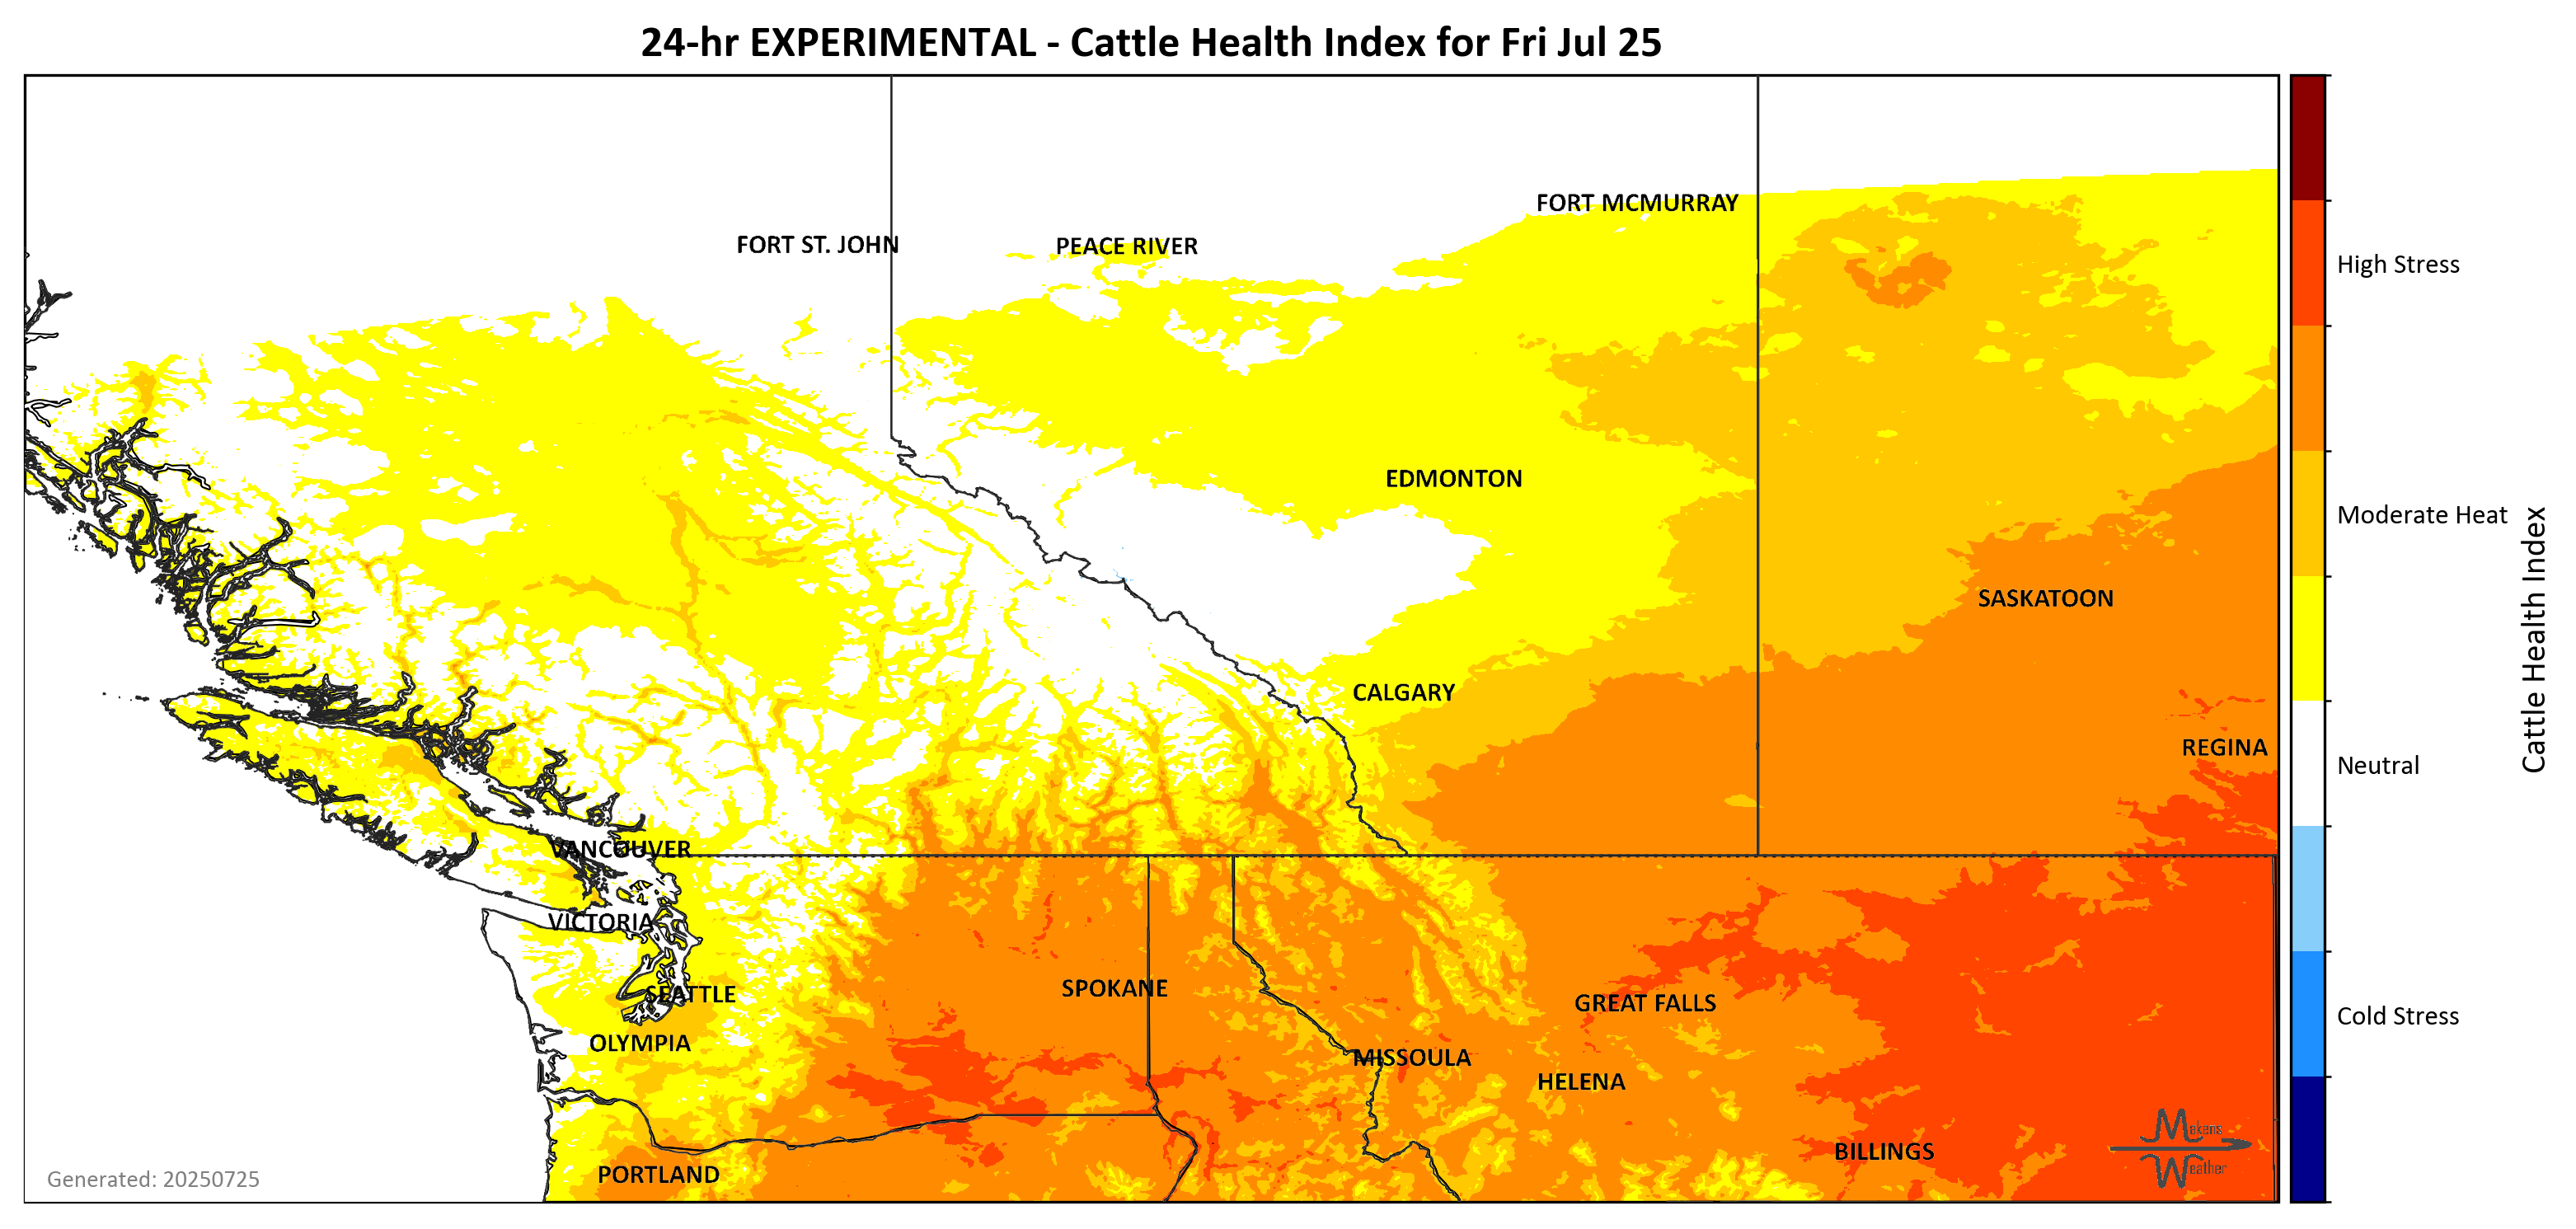 24-hr EXPERIMENTAL - Cattle Health Index for Fri Jul 25
FORT MCMURRAY
FORT ST. JOHN
PEACE RIVER
High Stress
EDMONTON
Moderate Heat
SASKATOON
Cattle Health Index
CALGARY
REGINA
Neutral
VANCOUVER
VICTORIA
SPOKANE
SEATTLE
GREAT FALLS
Cold Stress
OLYMPIA
MISSOULA
HELENA
Makens
BILLINGS
Weather
PORTLAND
Generated: 20250725